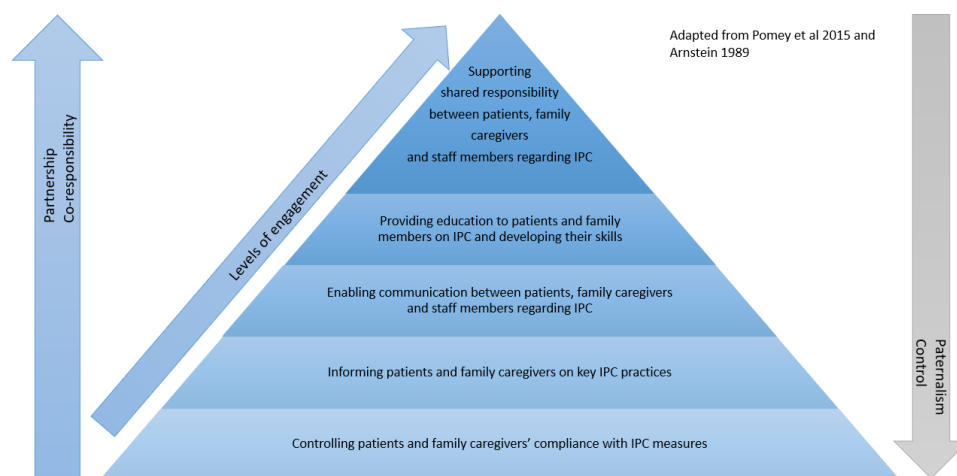 Adapted from Pomey et al 2015 and
Arnstein 1989
Partnership
Co-responsibility
Levels of engagement
Supporting
shared responsibility
between patients, family
caregivers
and staff members regarding IPC
Providing education to patients and family
members on IPC and developing their skills
Enabling communication between patients, family caregivers
and staff members regarding IPC
Informing patients and family caregivers on key IPC practices
Controlling patients and family caregivers’ compliance with IPC measures
Paternalism
Control